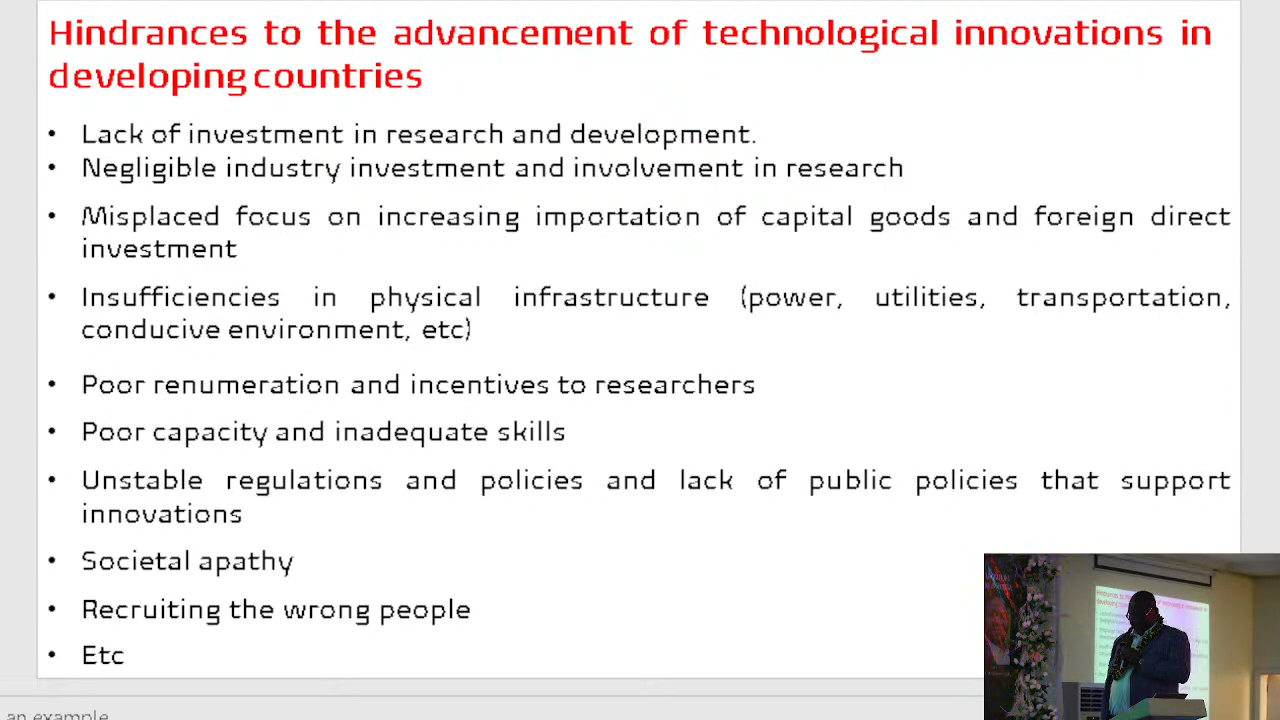 Hindrances to the advancement of technological innovations in
developing countries
• Lack of investment in research and development.
• Negligible industry investment and involvement in research
• Misplaced focus on increasing importation of capital goods and foreign direct
investment
• Insufficiencies in physical infrastructure (power, utilities, transportation,
conducive environment, etc)
• Poor renumeration and incentives to researchers
• Poor capacity and inadequate skills
• Unstable regulations and policies and lack of public policies that support
innovations
• Societal apathy
• Recruiting the wrong people
• Etc
an example